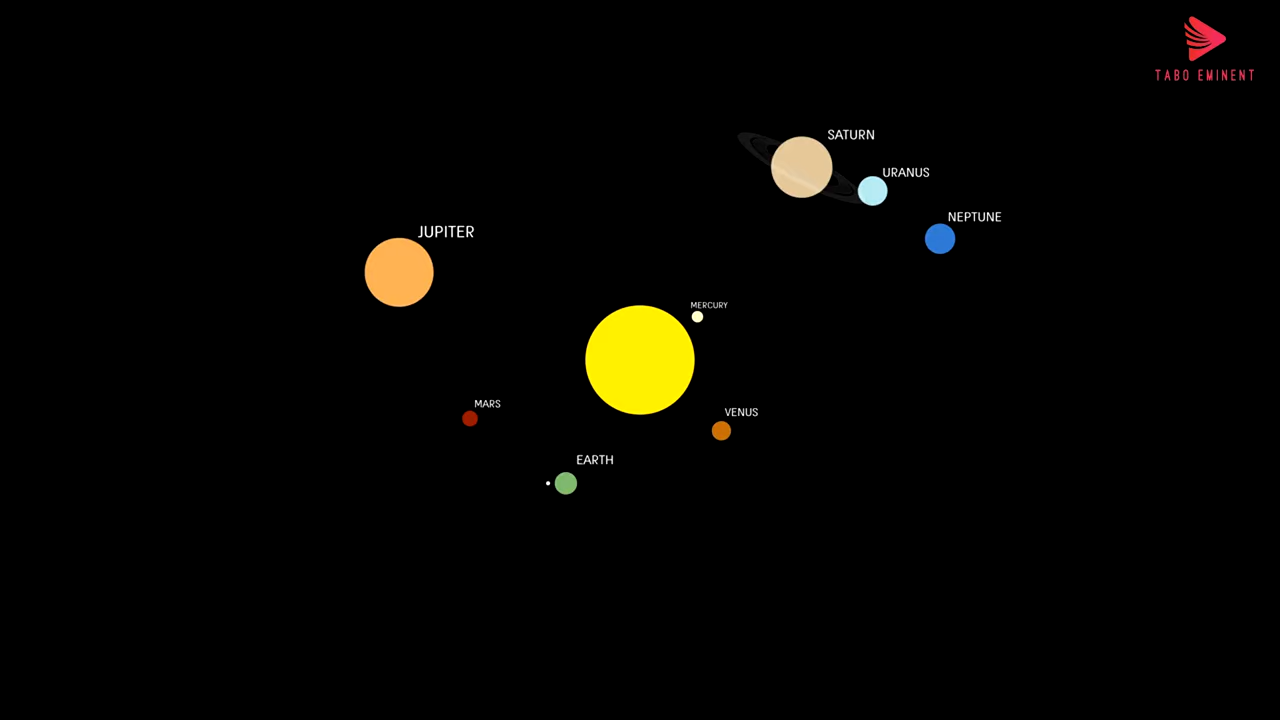 TABO EMINENT
SATURN
URANUS
NEPTUNE
JUPITER
MERCURY
MARS
VENUS
EARTH